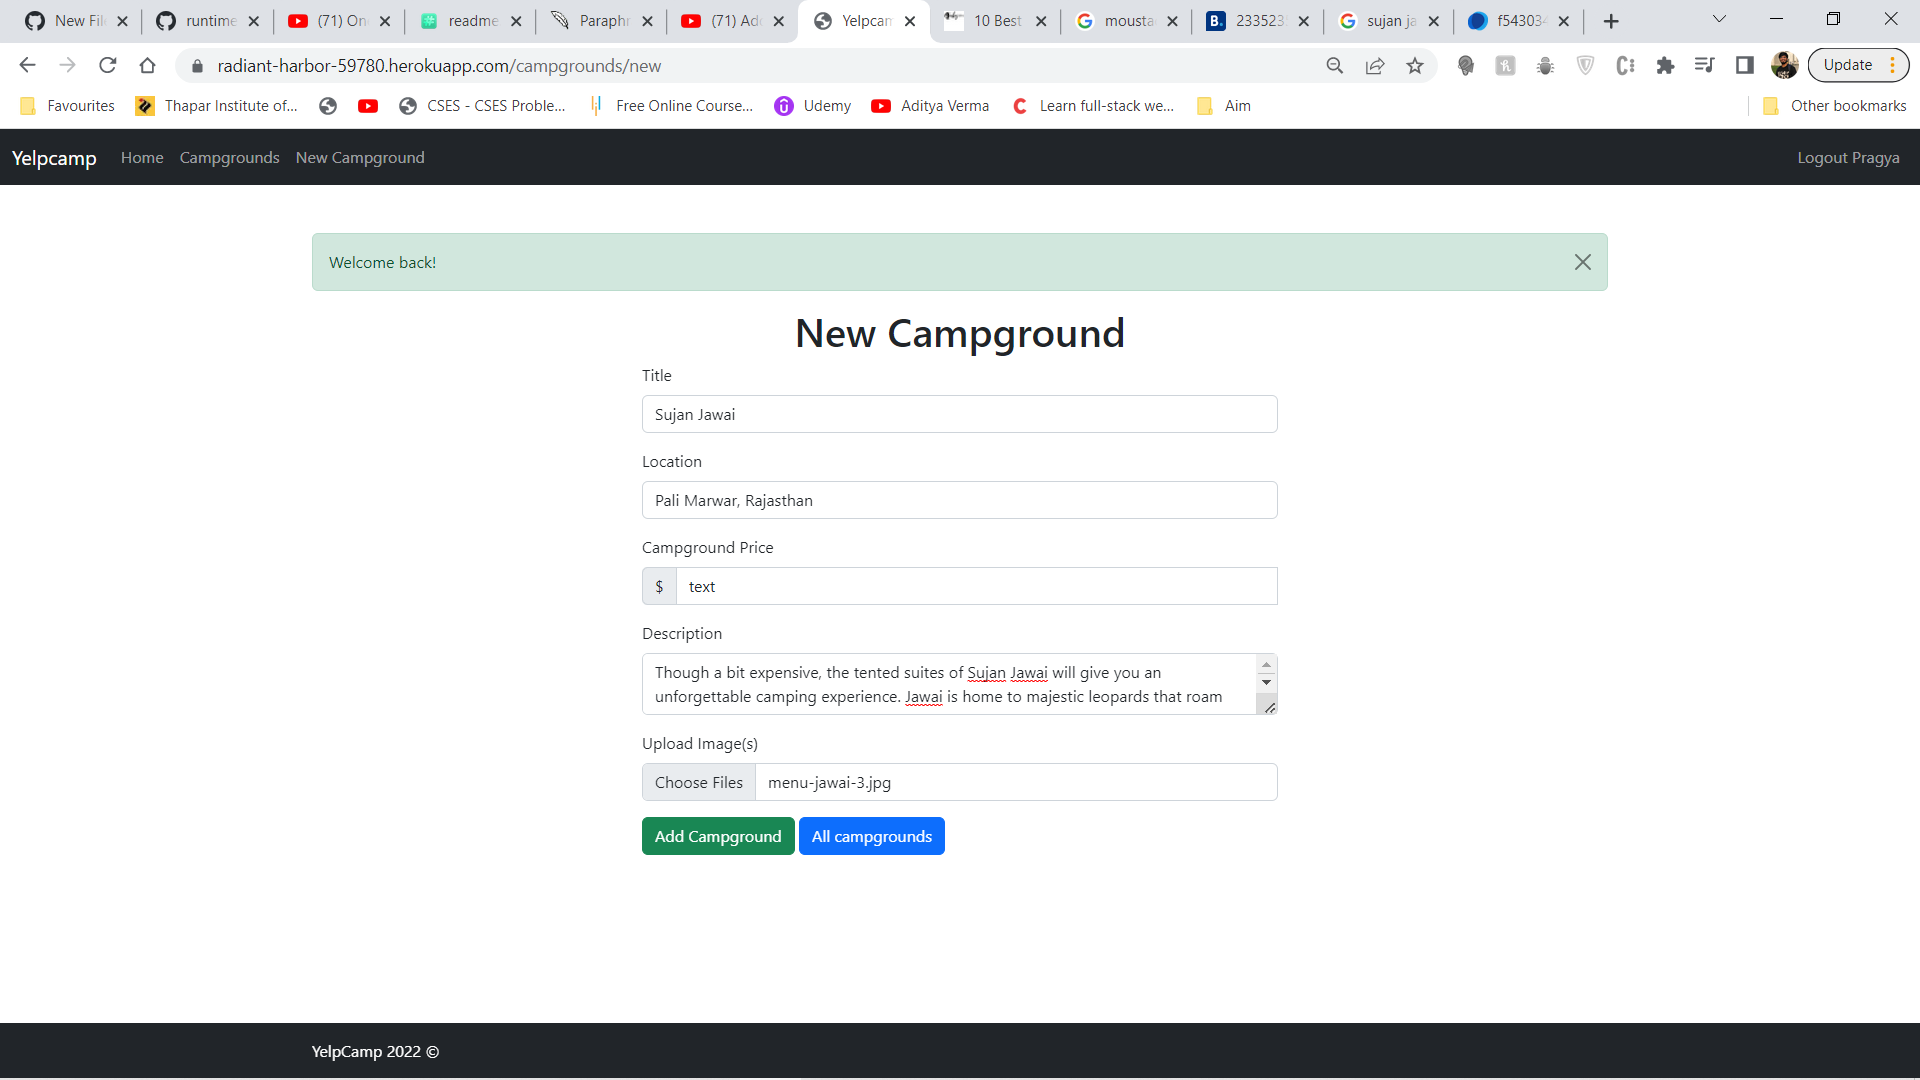 New Fil
runtime
(71) On
readme
Paraphr
(71) Ad
Yelpcam
10 Best
mousta
B.
233523
sujan ja
f54303
radiant-harbor-59780.herokuapp.com/campgrounds/new
Update
Favourites
Thapar Institute of...
CSES - CSES Proble...
Free Online Course...
Udemy
Aditya Verma
Learn full-stack we...
Aim
Other bookmarks
Yelpcamp
Home
Campgrounds
New Campground
Logout Pragya
Welcome back!
New Campground
Title
Sujan Jawai
Location
Pali Marwar, Rajasthan
Campground Price
$
text
Description
Though a bit expensive, the tented suites of Sujan Jawai will give you an
unforgettable camping experience. Jawai is home to majestic leopards that roam
Upload Image(s)
Choose Files
menu-jawai-3.jpg
Add Campground
All campgrounds
YelpCamp 2022 ©